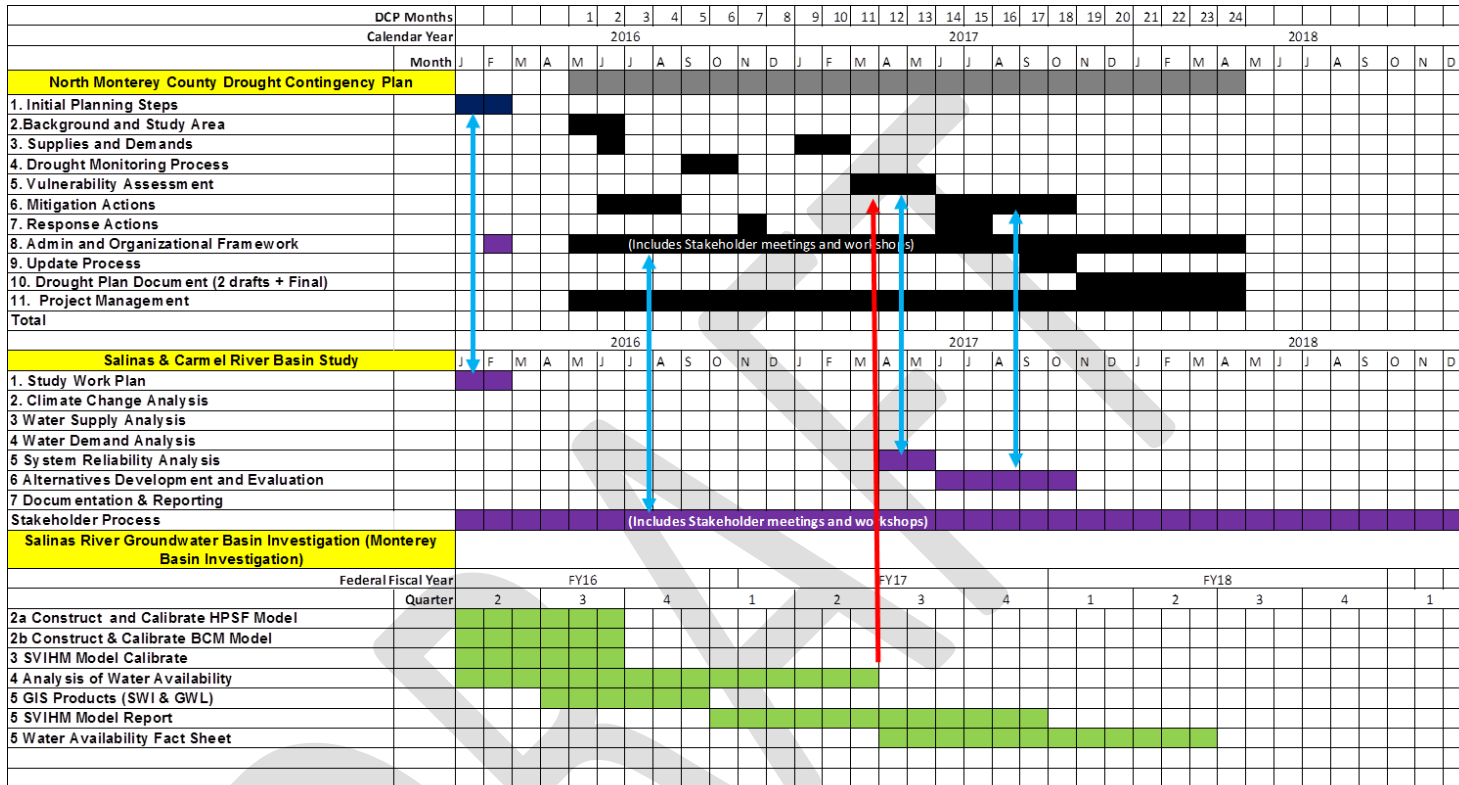 DCP Months 1 2 3 4 5 6 7 8 9 10 11 12 13 14 15 16 17 18 19 20 21 22 23 24
Calendar Year 2016 2017 2018
Month J F M A M J J A S O N D J F M A M J J A S O N D J F M A M J J A S O N D
North Monterey County Drought Contingency Plan
1. Initial Planning Steps
2.Background and Study Area
3. Supplies and Demands
4. Drought Monitoring Process
5. Vulnerability Assessment
6. Mitigation Actions
7. Response Actions
8. Admin and Organizational Framework (Includes Stakeholder meetings and workshops)
9. Update Process
10. Drought Plan Document (2 drafts + Final)
11. Project Management
Total
2016 2017 2018
Salinas & Carmel River Basin Study J F M A M J J A S O N D J F M A M J J A S O N D J F M A M J J A S O N D
1. Study Work Plan
2. Climate Change Analysis
3 Water Supply Analysis
4 Water Demand Analysis
5 System Reliability Analysis
6 Alternatives Development and Evaluation
7 Documentation & Reporting
Stakeholder Process (Includes Stakeholder meetings and workshops)
Salinas River Groundwater Basin Investigation (Monterey
Basin Investigation)
Federal Fiscal Year FY16 FY17 FY18
Quarter 2 3 4 1 2 3 4 1 2 3 4 1
2a Construct and Calibrate HPSF Model
2b Construct & Calibrate BCM Model
3 SVIHM Model Calibrate
4 Analysis of Water Availability
5 GIS Products (SWI & GWL)
5 SVIHM Model Report
5 Water Availability Fact Sheet
DRAFT